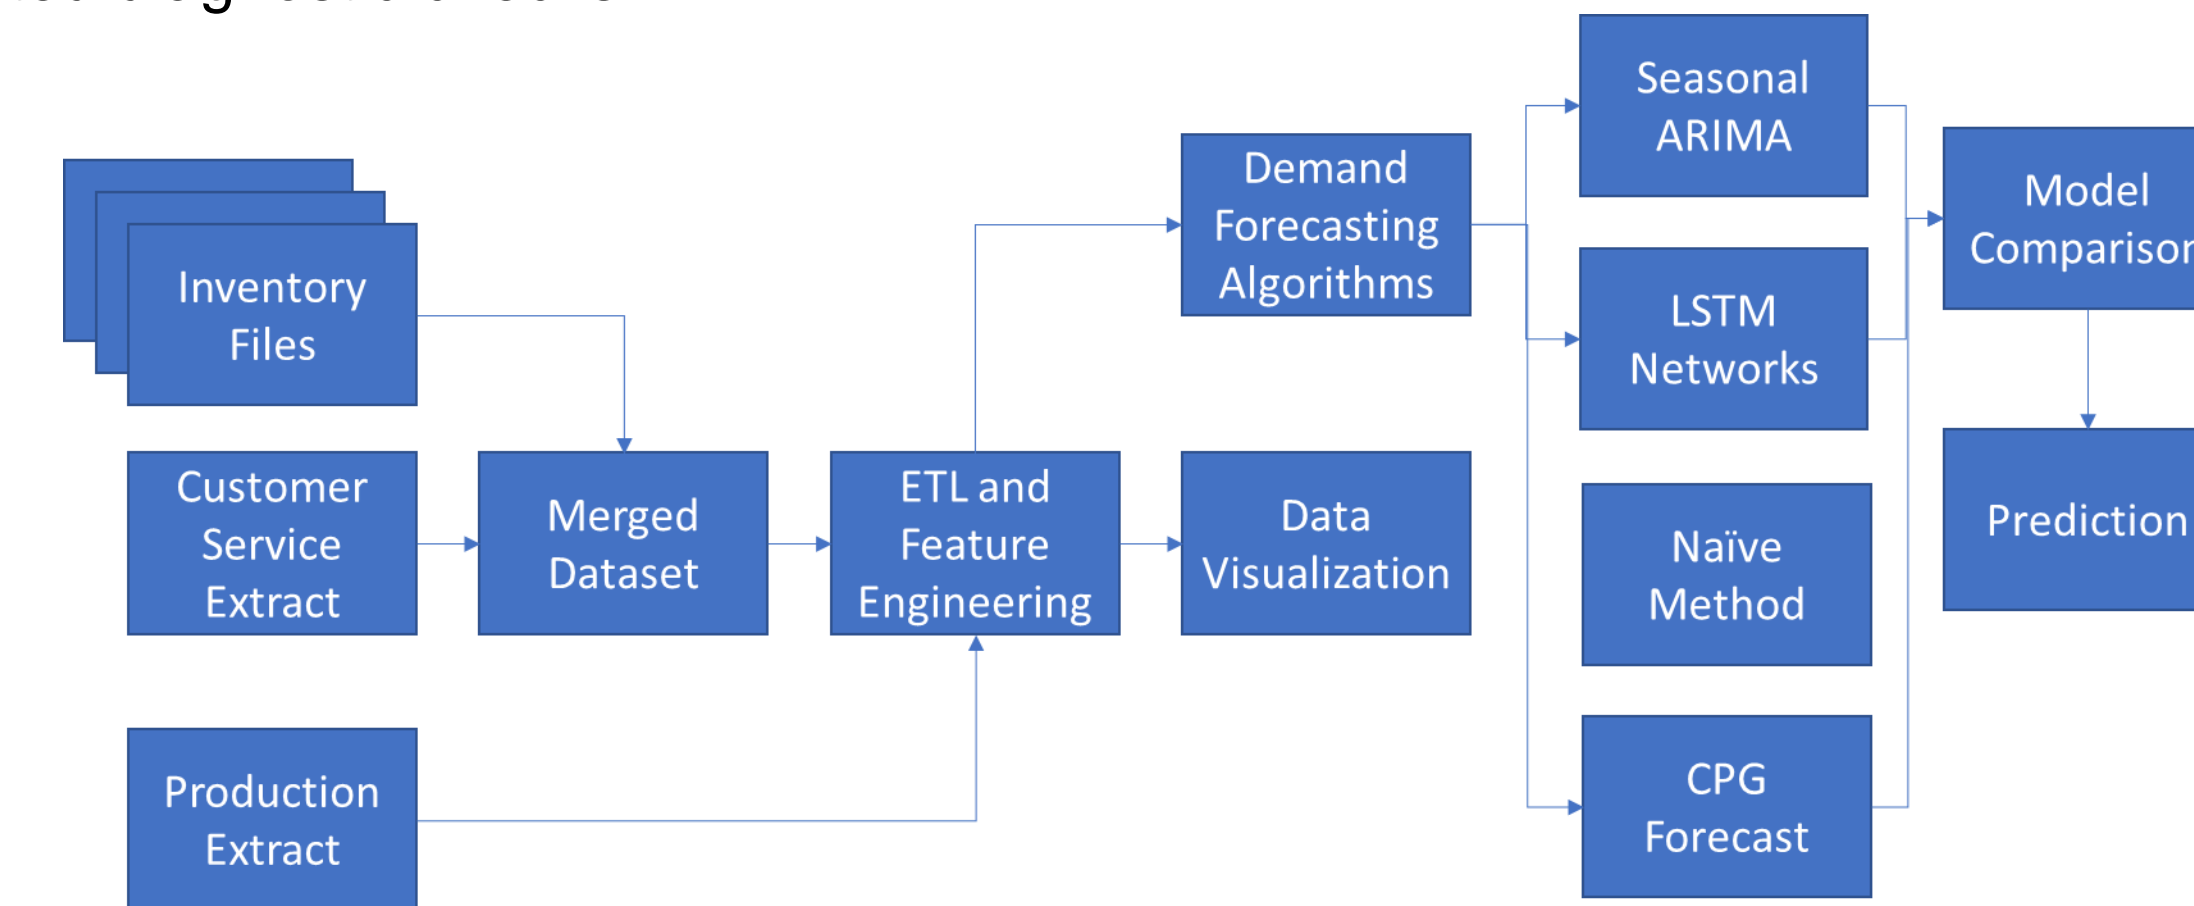 Inventory
Files
Customer
Service
Extract
Production
Extract
Merged
Dataset
ETL and
Feature
Engineering
Demand
Forecasting
Algorithms
Data
Visualization
Seasonal
ARIMA
LSTM
Networks
Naïve
Method
CPG
Forecast
Model
Comparison
Prediction